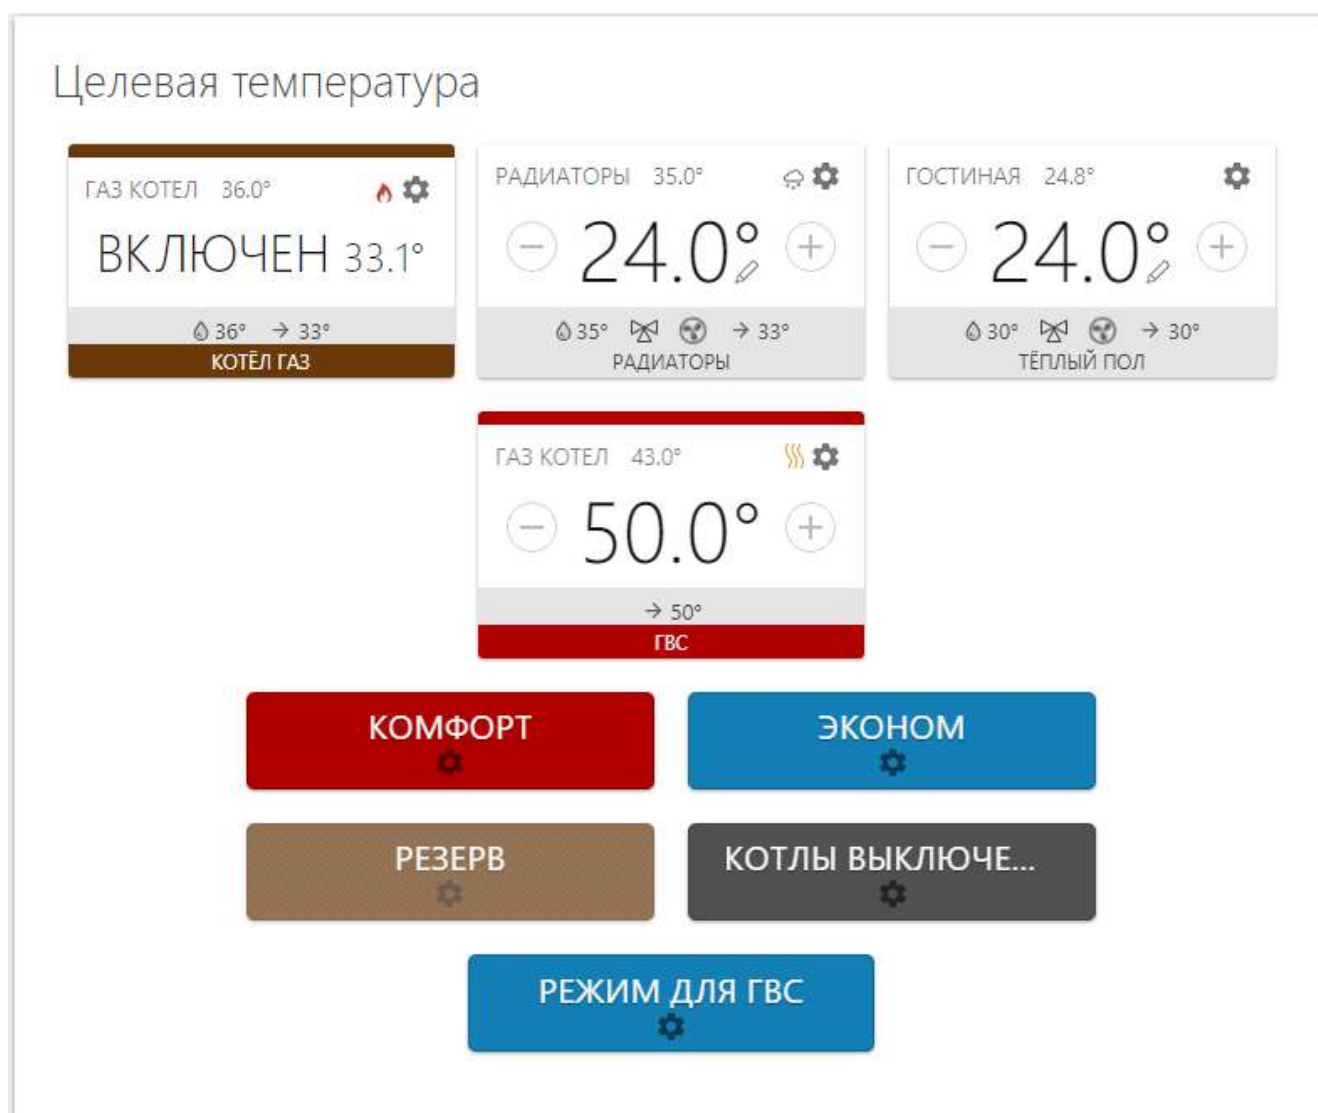 Целевая температура
ГАЗ КОТЕЛ 36.0°
ВКЛЮЧЕН 33.1°
36° → 33°
КОТЁЛ ГАЗ
РАДИАТОРЫ 35.0°
24.0°
35° → 33°
РАДИАТОРЫ
ГОСТИНАЯ 24.8°
24.0°
30° → 30°
ТЁПЛЫЙ ПОЛ
ГАЗ КОТЕЛ 43.0°
50.0°
→ 50°
ГВС
КОМФОРТ
ЭКОНОМ
РЕЗЕРВ
КОТЛЫ ВЫКЛЮЧЕ...
РЕЖИМ ДЛЯ ГВС